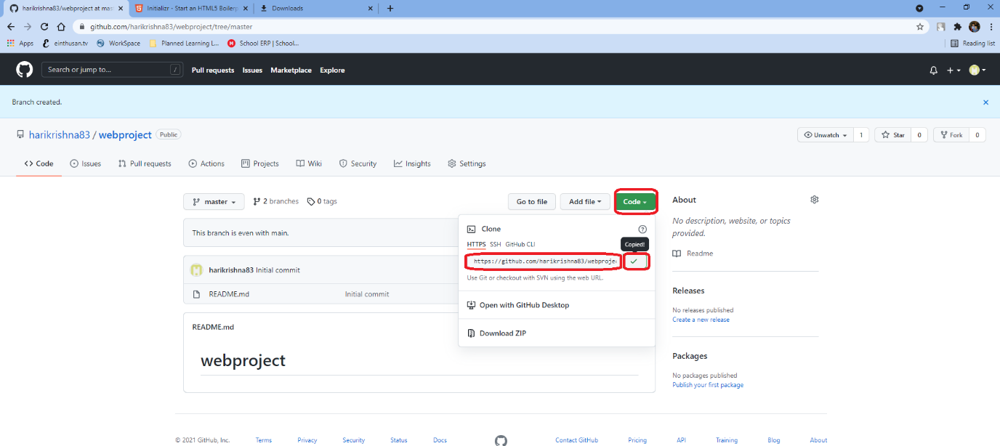 harikrishna83/webproject at mas
Initializr - Start an HTML5 Boilerp
Downloads
github.com/harikrishna83/webproject/tree/master
Apps
einthusan.tv
WorkSpace
Planned Learning L...
School ERP | School...
Reading list
Search or jump to...
/
Pull requests
Issues
Marketplace
Explore
Branch created.
harikrishna83 / webproject
Public
Unwatch
1
Star
0
Fork
0
Code
Issues
Pull requests
Actions
Projects
Wiki
Security
Insights
Settings
master
2 branches
0 tags
Go to file
Add file
Code
This branch is even with main.
harikrishna83 Initial commit
README.md
Initial commit
README.md
webproject
Clone
HTTPS
SSH
GitHub CLI
Copied!
https://github.com/harikrishna83/webproje
Use Git or checkout with SVN using the web URL.
Open with GitHub Desktop
Download ZIP
About
No description, website, or topics
provided.
Readme
Releases
No releases published
Create a new release
Packages
No packages published
Publish your first package
© 2021 GitHub, Inc.
Terms
Privacy
Security
Status
Docs
Contact GitHub
Pricing
API
Training
Blog
About